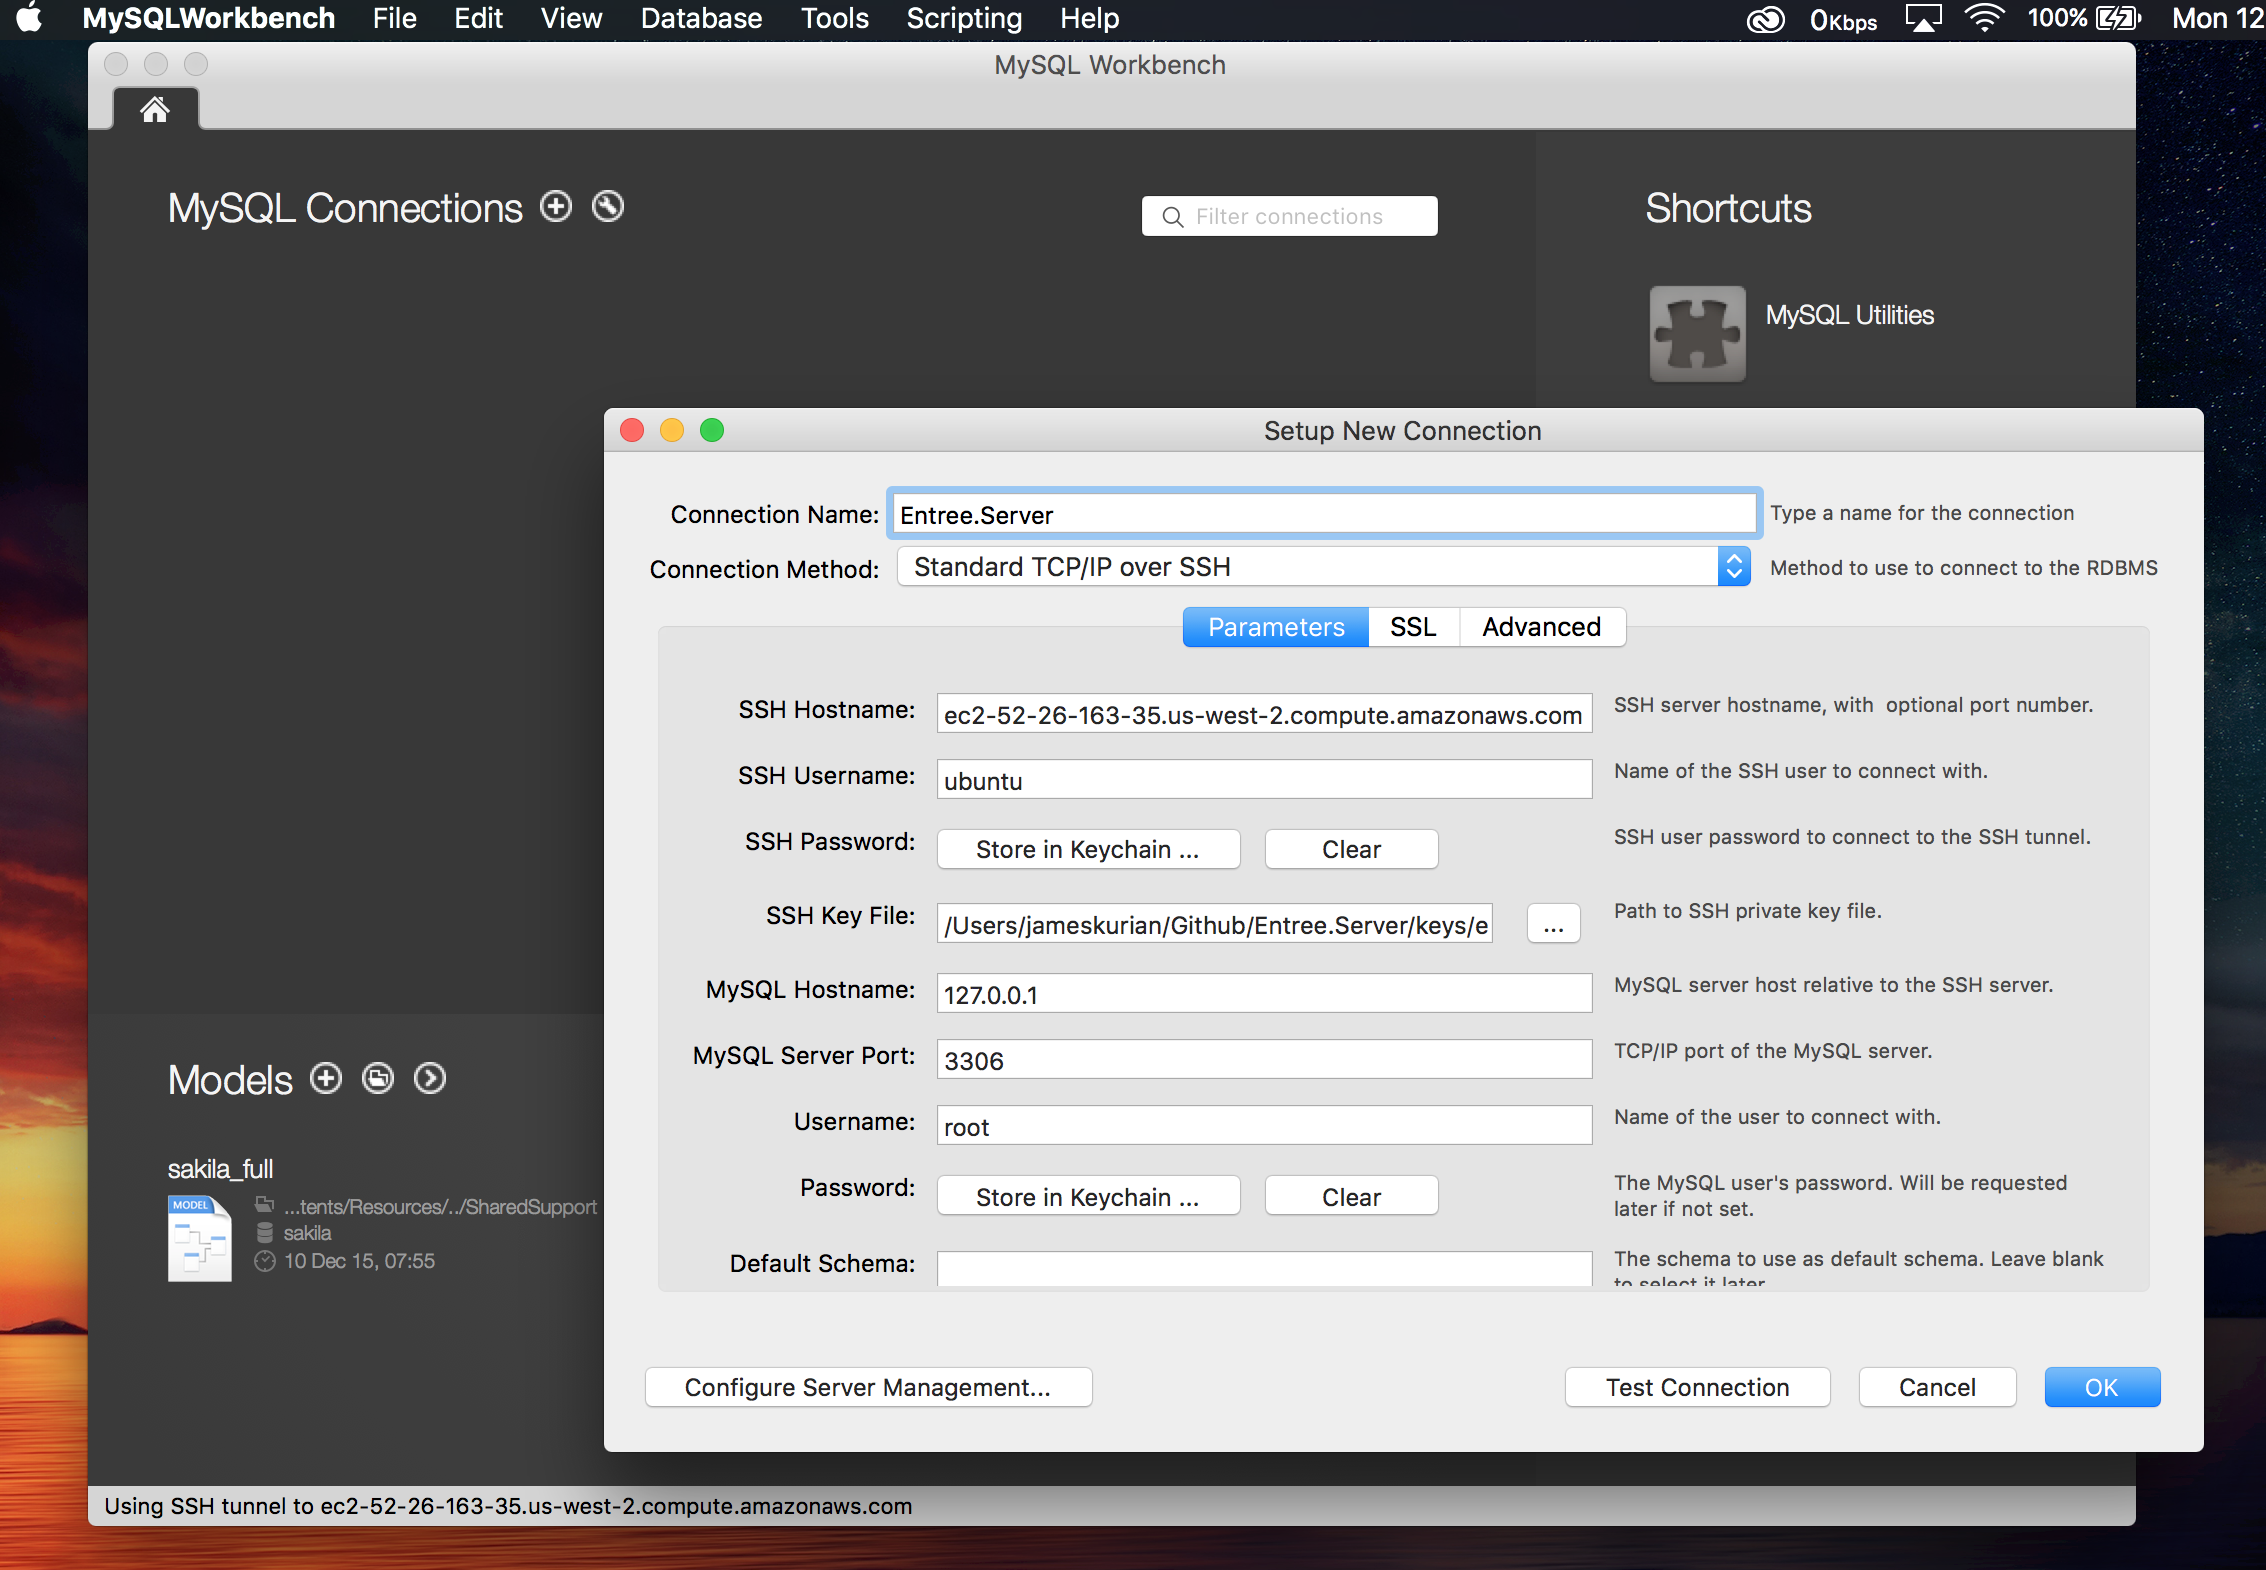 MySQLWorkbench File Edit View Database Tools Scripting Help 0Kbps 100% Mon 12
MySQL Workbench
MySQL Connections
Filter connections
Shortcuts
MySQL Utilities
Setup New Connection
Connection Name: Entree.Server Type a name for the connection
Connection Method: Standard TCP/IP over SSH Method to use to connect to the RDBMS
Parameters SSL Advanced
SSH Hostname: ec2-52-26-163-35.us-west-2.compute.amazonaws.com SSH server hostname, with optional port number.
SSH Username: ubuntu Name of the SSH user to connect with.
SSH Password: Store in Keychain ... Clear SSH user password to connect to the SSH tunnel.
SSH Key File: /Users/jameskurian/Github/Entree.Server/keys/e ... Path to SSH private key file.
MySQL Hostname: 127.0.0.1 MySQL server host relative to the SSH server.
MySQL Server Port: 3306 TCP/IP port of the MySQL server.
Username: root Name of the user to connect with.
Password: Store in Keychain ... Clear The MySQL user's password. Will be requested
later if not set.
Default Schema: The schema to use as default schema. Leave blank
to select it later.
Configure Server Management... Test Connection Cancel OK
Models
sakila_full
MODEL
...tents/Resources/../SharedSupport
sakila
10 Dec 15, 07:55
Using SSH tunnel to ec2-52-26-163-35.us-west-2.compute.amazonaws.com